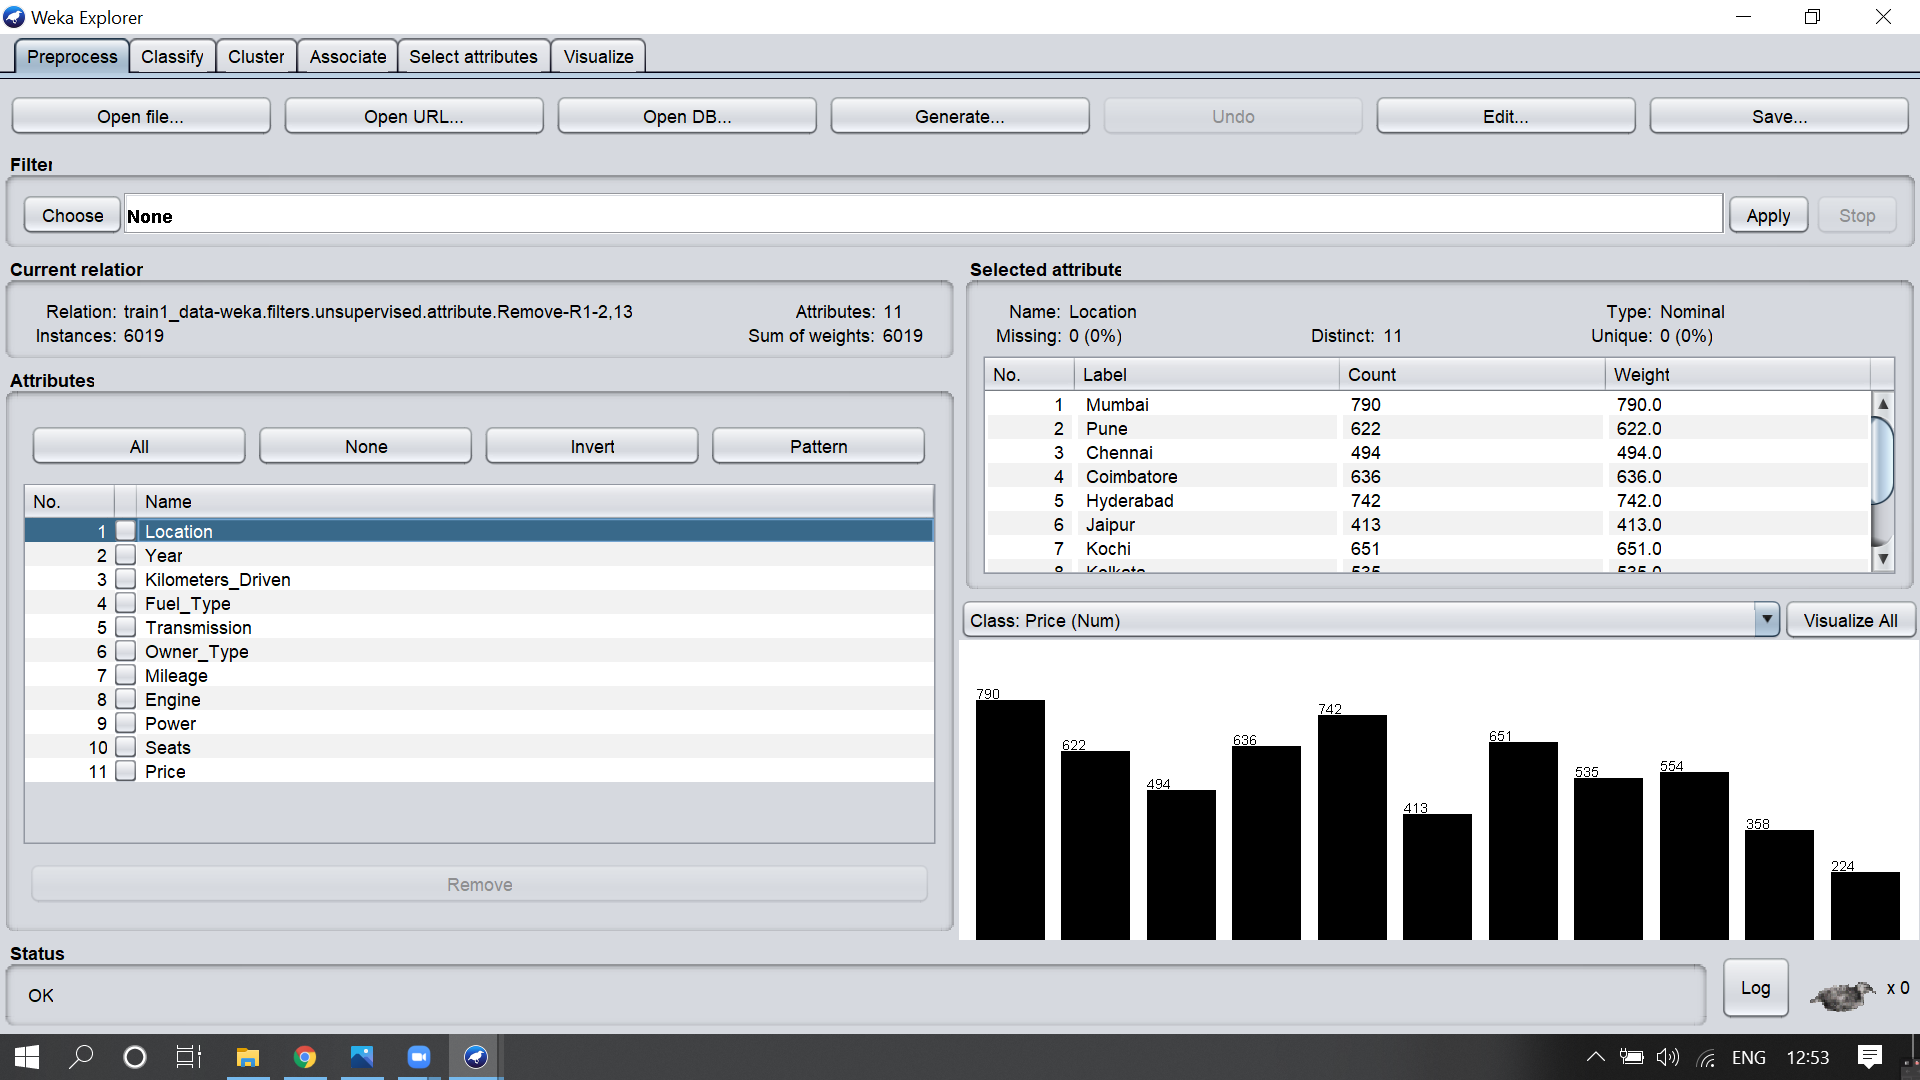 Weka Explorer
Preprocess Classify Cluster Associate Select attributes Visualize
Open file... Open URL... Open DB... Generate... Undo Edit... Save...
Filter
Choose None Apply Stop
Current relation
Relation: train1_data-weka.filters.unsupervised.attribute.Remove-R1-2,13 Attributes: 11
Instances: 6019 Sum of weights: 6019
Attributes
All None Invert Pattern
No. Name
1 Location
2 Year
3 Kilometers_Driven
4 Fuel_Type
5 Transmission
6 Owner_Type
7 Mileage
8 Engine
9 Power
10 Seats
11 Price
Remove
Selected attribute
Name: Location Type: Nominal
Missing: 0 (0%) Distinct: 11 Unique: 0 (0%)
No. Label Count Weight
1 Mumbai 790 790.0
2 Pune 622 622.0
3 Chennai 494 494.0
4 Coimbatore 636 636.0
5 Hyderabad 742 742.0
6 Jaipur 413 413.0
7 Kochi 651 651.0
8 Kolkata 535 535.0
Class: Price (Num) Visualize All
790 622 494 636 742 413 651 535 554 358 224
Status
OK
Log x 0
ENG 12:53